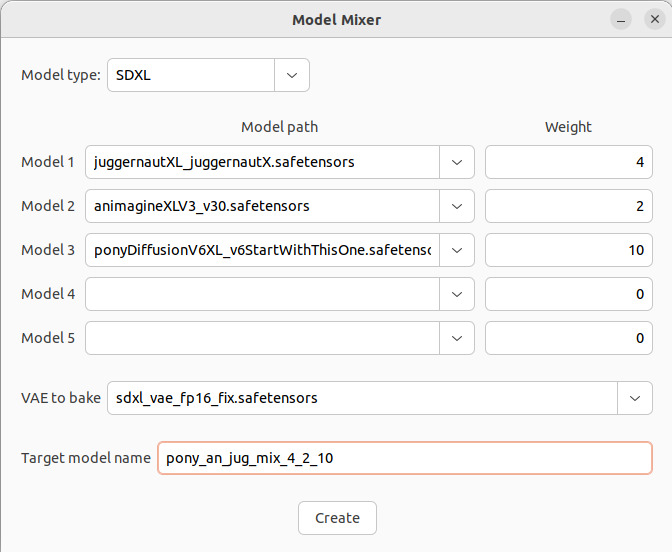 Model Mixer
Model type: SDXL
Model path Weight
Model 1 juggernautXL_juggernautX.safetensors 4
Model 2 animagineXLV3_v30.safetensors 2
Model 3 ponyDiffusionV6XL_v6StartWithThisOne.safetenso 10
Model 4 0
Model 5 0
VAE to bake sdxl_vae_fp16_fix.safetensors
Target model name pony_an_jug_mix_4_2_10
Create